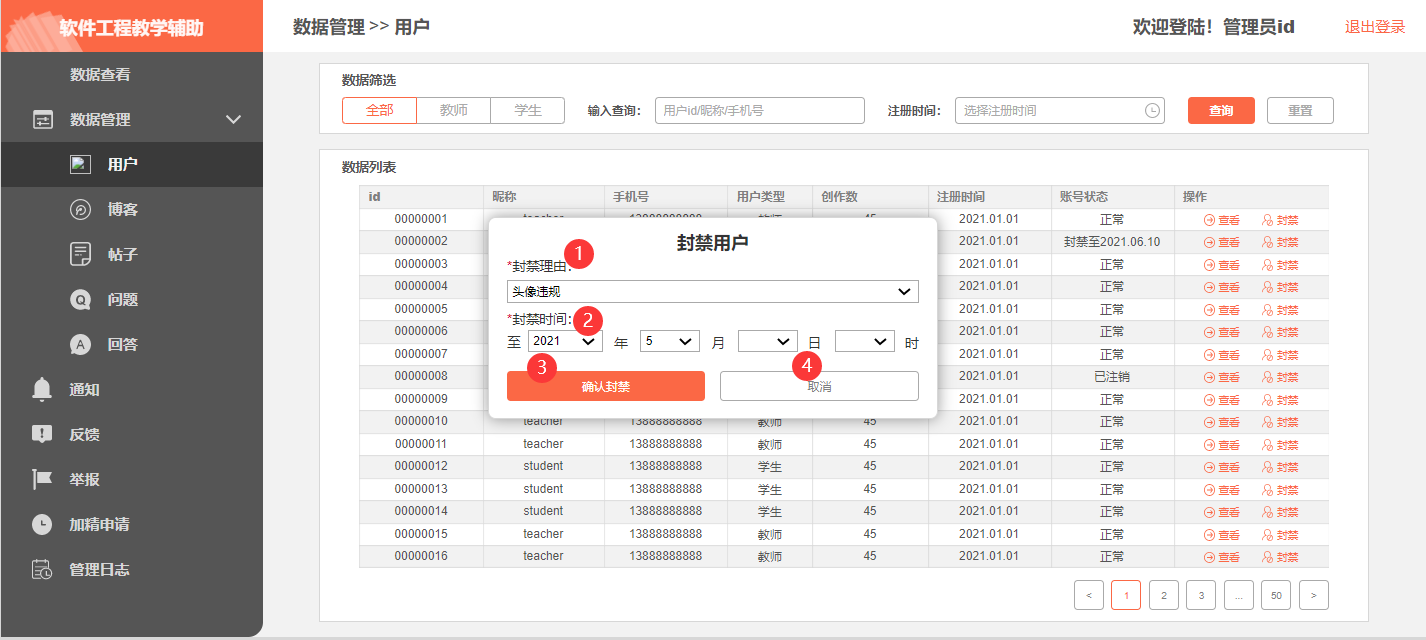 软件工程教学辅助
数据管理 >> 用户
欢迎登陆！管理员id
退出登录
数据查看
数据管理
用户
博客
帖子
问题
回答
通知
反馈
举报
加精申请
管理日志
数据筛选
全部 教师 学生 输入查询: 用户id/昵称/手机号 注册时间: 选择注册时间 查询 重置
数据列表
id 昵称 手机号 用户类型 创作数 注册时间 账号状态 操作
00000001 teacher 13888888888 教师 45 2021.01.01 正常 查看 封禁
00000002 2021.01.01 封禁至2021.06.10 查看 封禁
00000003 2021.01.01 正常 查看 封禁
00000004 2021.01.01 正常 查看 封禁
00000005 2021.01.01 正常 查看 封禁
00000006 2021.01.01 正常 查看 封禁
00000007 2021.01.01 正常 查看 封禁
00000008 2021.01.01 已注销 查看 封禁
00000009 2021.01.01 正常 查看 封禁
00000010 teacher 13888888888 教师 45 2021.01.01 正常 查看 封禁
00000011 teacher 13888888888 教师 45 2021.01.01 正常 查看 封禁
00000012 student 13888888888 学生 45 2021.01.01 正常 查看 封禁
00000013 student 13888888888 学生 45 2021.01.01 正常 查看 封禁
00000014 student 13888888888 学生 45 2021.01.01 正常 查看 封禁
00000015 teacher 13888888888 教师 45 2021.01.01 正常 查看 封禁
00000016 teacher 13888888888 教师 45 2021.01.01 正常 查看 封禁
封禁用户
*封禁理由: 1
头像违规
*封禁时间: 2
至 2021 年 5 月 日 时
3 4
确认封禁 取消
< 1 2 3 ... 50 >